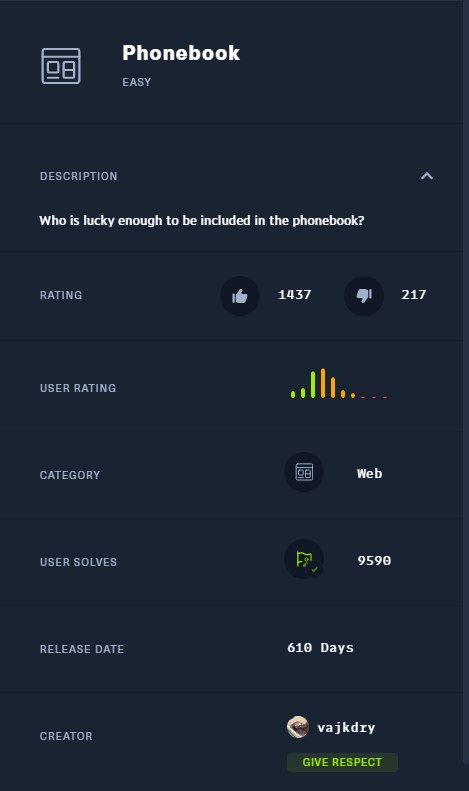 Phonebook
EASY
DESCRIPTION
Who is lucky enough to be included in the phonebook?
RATING 1437 217
USER RATING
CATEGORY Web
USER SOLVES 9590
RELEASE DATE 610 Days
CREATOR vajkdry
GIVE RESPECT